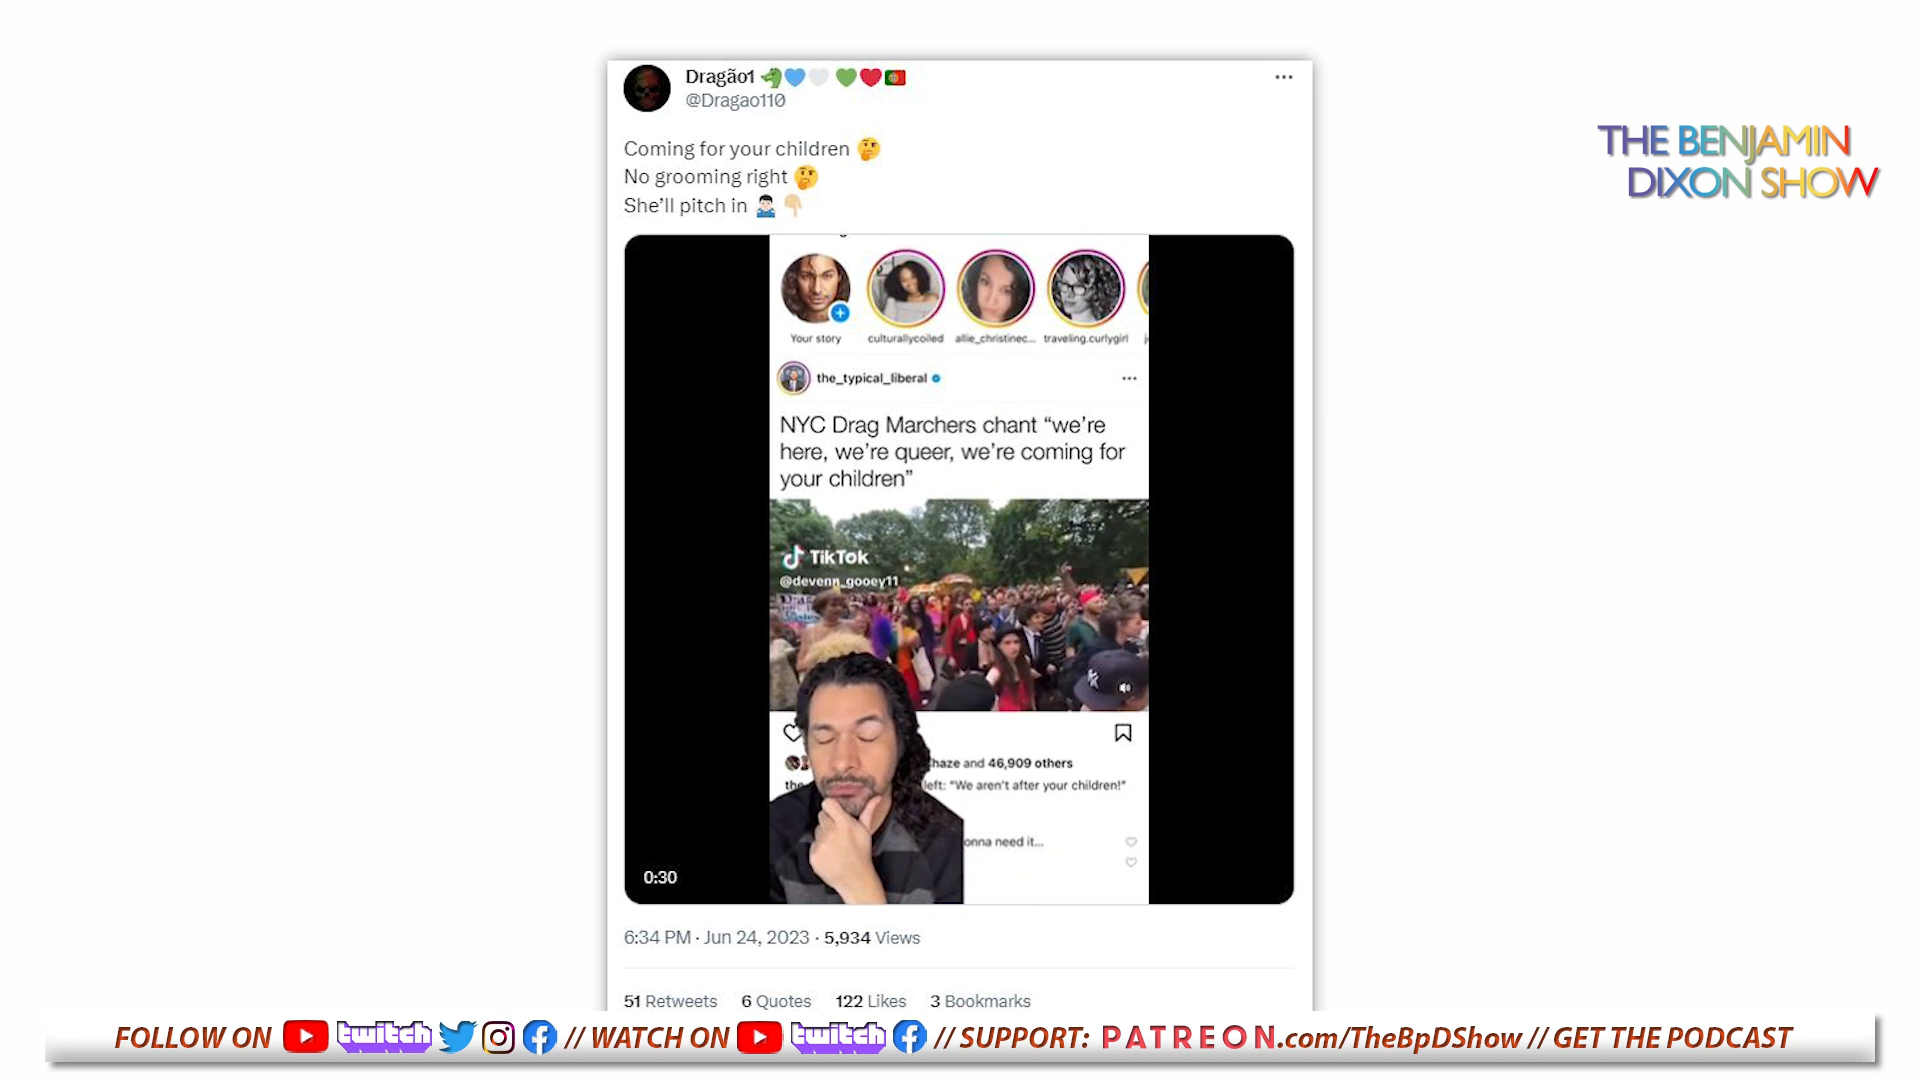 Dragão1
@Dragao110
THE BENJAMIN
DIXON SHOW
Coming for your children
No grooming right
She'll pitch in
Your story
culturallycoiled
allie_christinec...
traveling.curlygirl
the_typical_liberal
NYC Drag Marchers chant “we’re
here, we’re queer, we’re coming for
your children”
TikTok
@devenn_gooey11
haze and 46,909 others
the
left: "We aren't after your children!"
onna need it...
0:30
6:34 PM · Jun 24, 2023 · 5,934 Views
51 Retweets 6 Quotes 122 Likes 3 Bookmarks
FOLLOW ON twitch // WATCH ON twitch // SUPPORT: PATREON.com/TheBpDShow // GET THE PODCAST